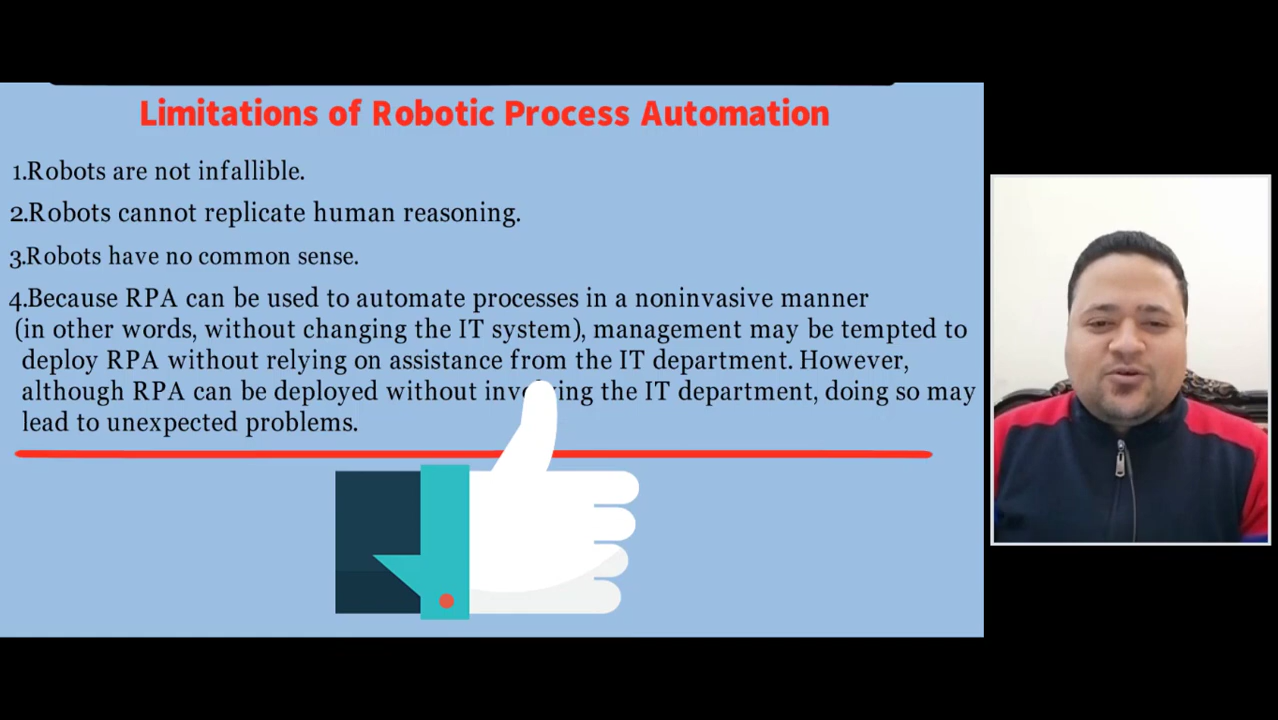 Limitations of Robotic Process Automation
1.Robots are not infallible.
2.Robots cannot replicate human reasoning.
3.Robots have no common sense.
4.Because RPA can be used to automate processes in a noninvasive manner
(in other words, without changing the IT system), management may be tempted to
deploy RPA without relying on assistance from the IT department. However,
although RPA can be deployed without involving the IT department, doing so may
lead to unexpected problems.